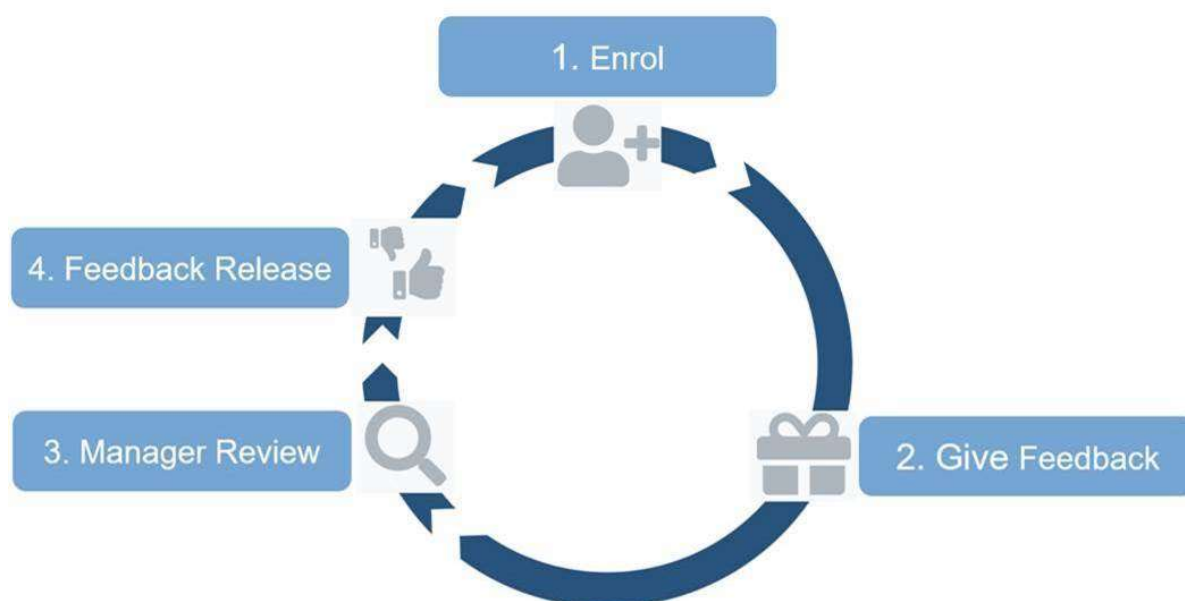 1. Enrol
2. Give Feedback
3. Manager Review
4. Feedback Release